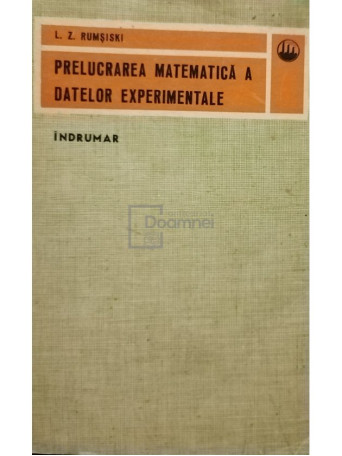 L. Z. RUMȘISKI
PRELUCRAREA MATEMATICĂ A
DATELOR EXPERIMENTALE
ÎNDRUMAR
Doamnei